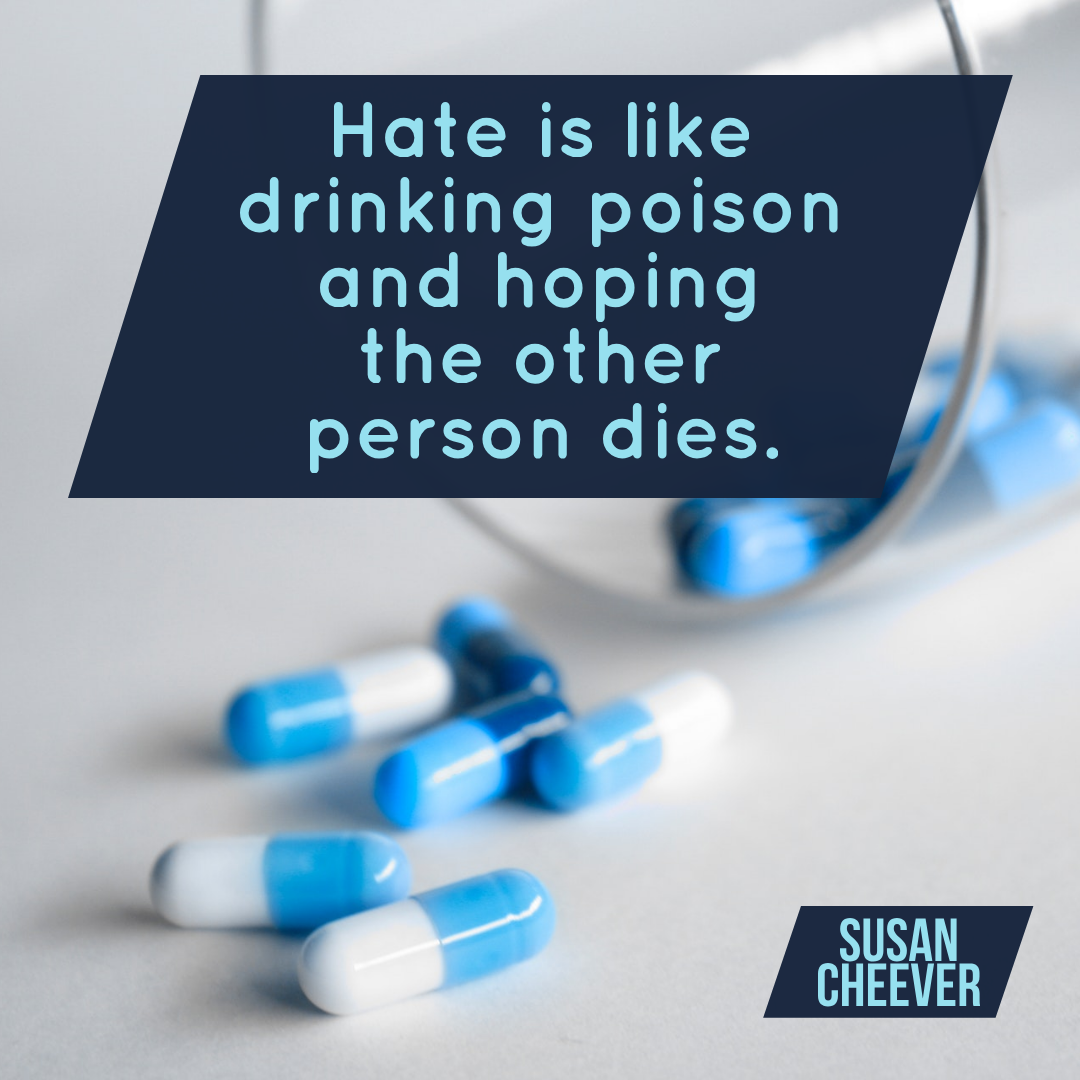 Hate is like
drinking poison
and hoping
the other
person dies.
SUSAN
CHEEVER